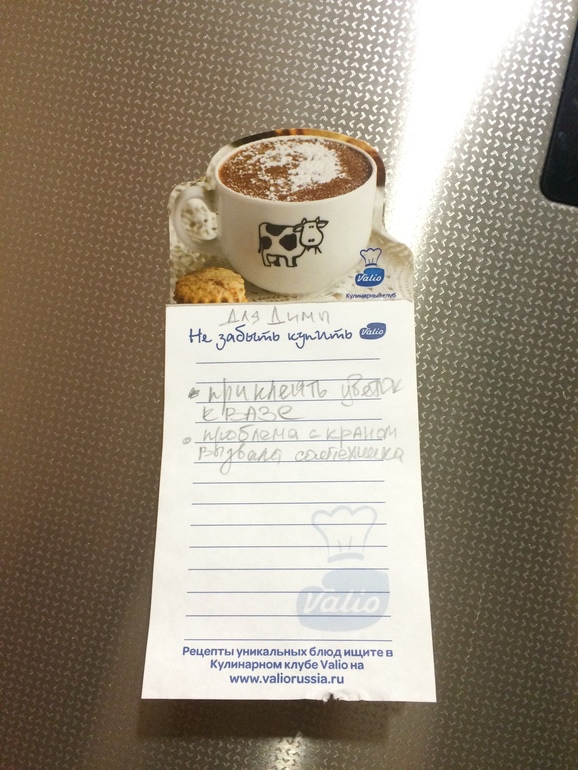 Valio
Кулинарный клуб
Для Димы
Не забыть купить Valio
• приклеить цветок
к вазе
• проблема с краном
вызвала сантехника
Valio
Рецепты уникальных блюд ищите в
Кулинарном клубе Valio на
www.valiorussia.ru